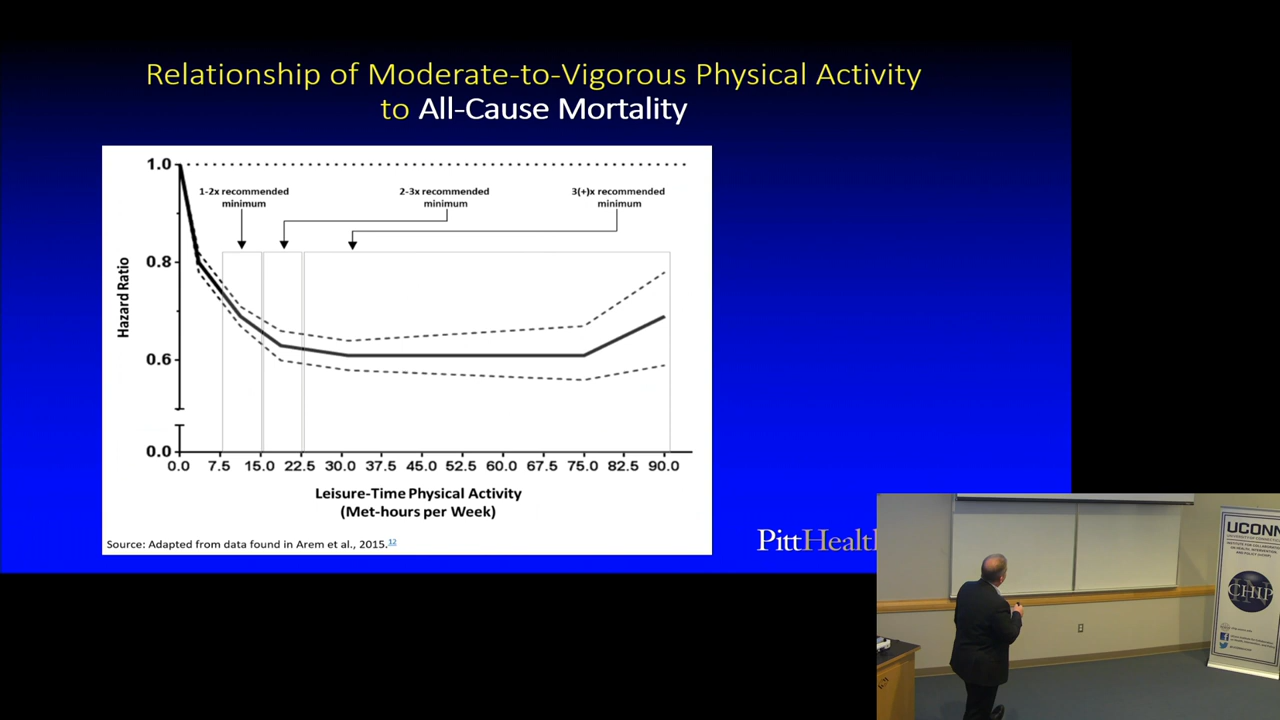 Relationship of Moderate-to-Vigorous Physical Activity
to All-Cause Mortality
1.0
1-2x recommended
minimum
2-3x recommended
minimum
3(+)x recommended
minimum
0.8
Hazard Ratio
0.6
0.0
0.0 7.5 15.0 22.5 30.0 37.5 45.0 52.5 60.0 67.5 75.0 82.5 90.0
Leisure-Time Physical Activity
(Met-hours per Week)
Source: Adapted from data found in Arem et al., 2015.12
PittHealth
UCONN
CHIP